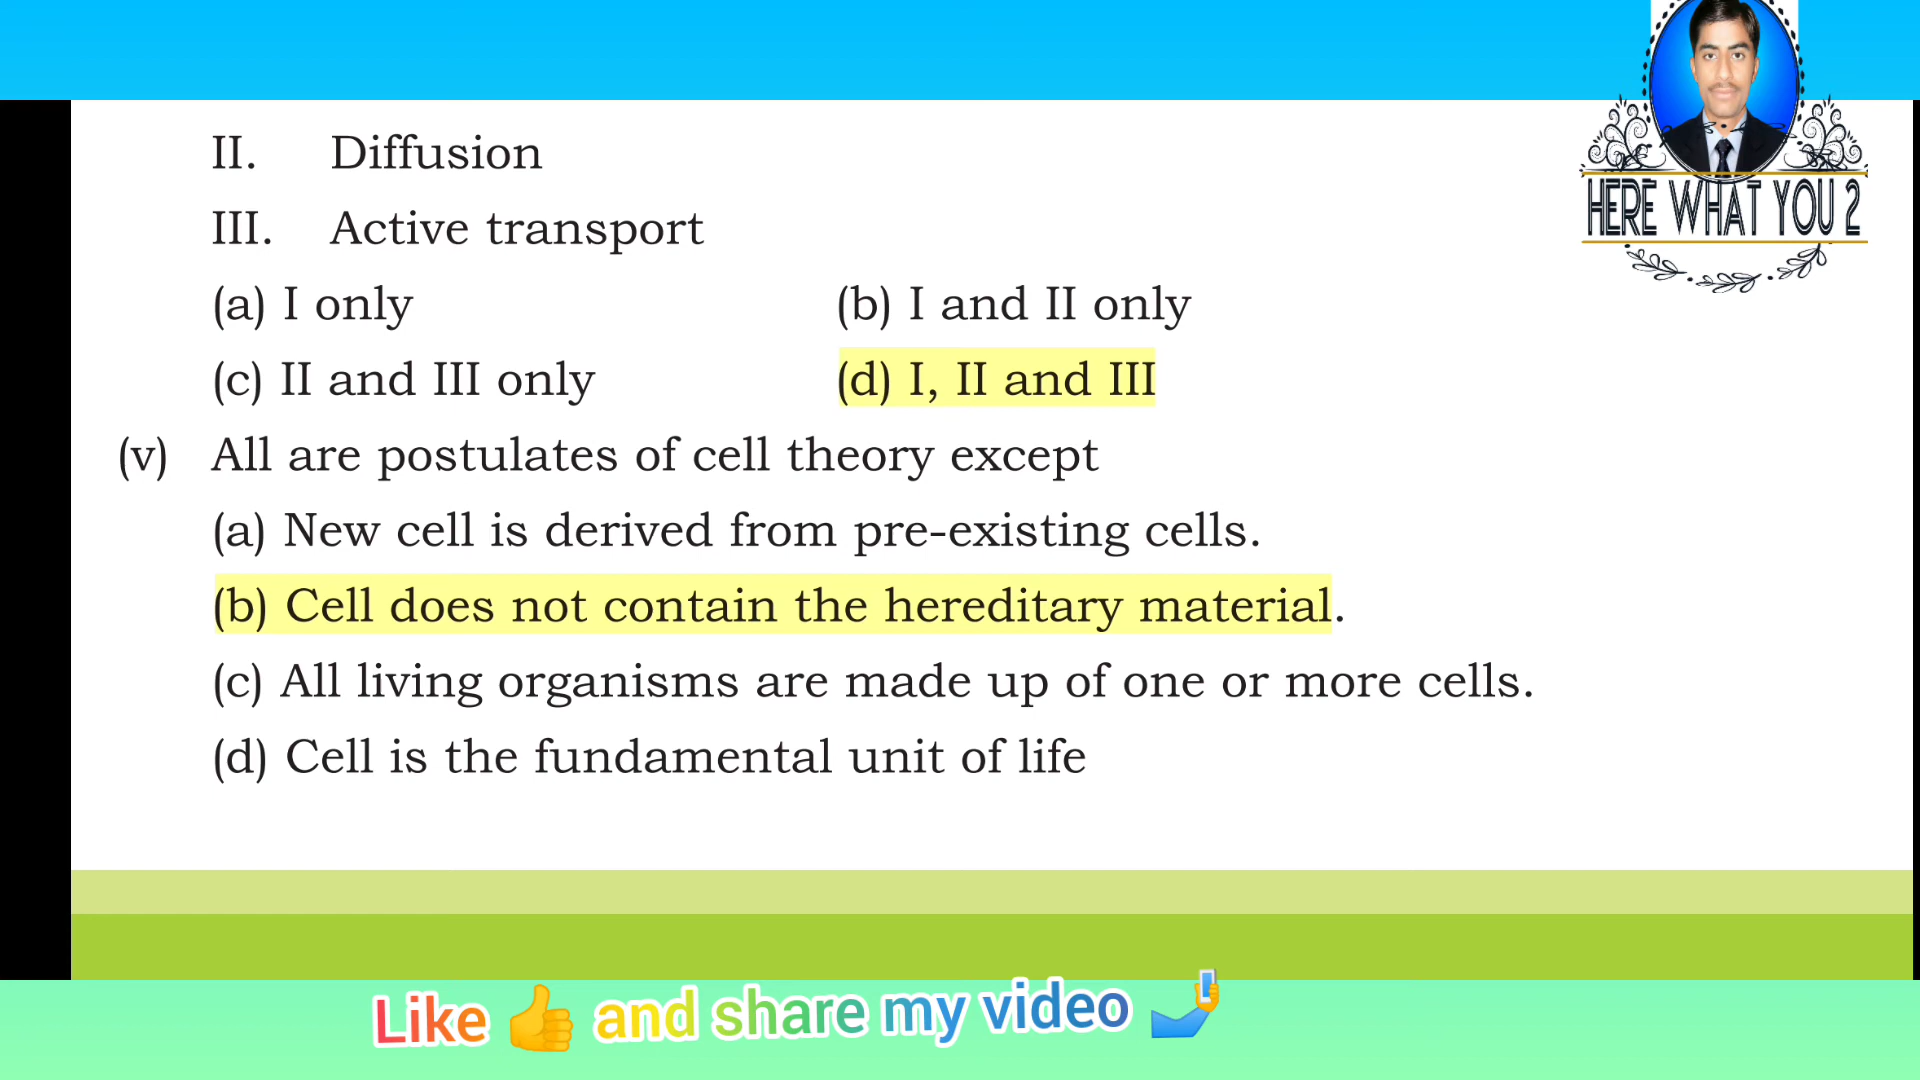 II. Diffusion
III. Active transport
(a) I only (b) I and II only
(c) II and III only (d) I, II and III
(v) All are postulates of cell theory except
(a) New cell is derived from pre-existing cells.
(b) Cell does not contain the hereditary material.
(c) All living organisms are made up of one or more cells.
(d) Cell is the fundamental unit of life
HERE WHAT YOU 2
Like 👍 and share my video 🤳